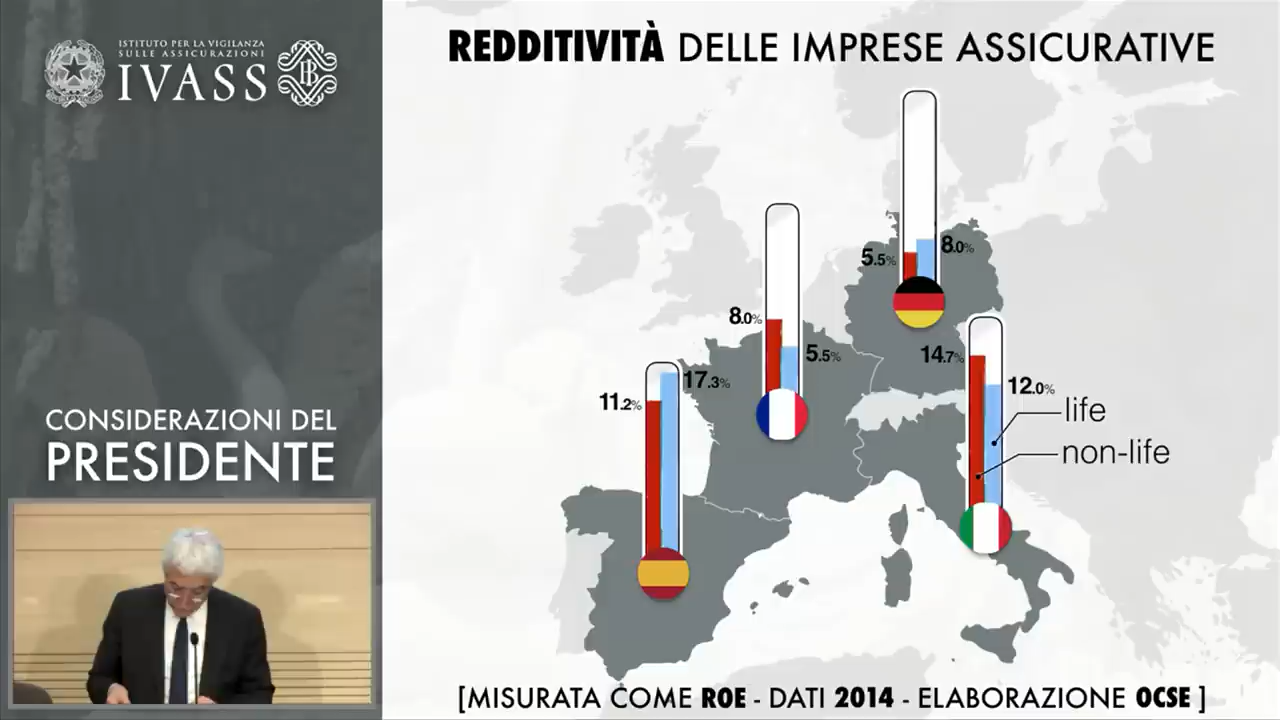 ISTITUTO PER LA VIGILANZA
SULLE ASSICURAZIONI
IVASS
CONSIDERAZIONI DEL
PRESIDENTE
REDDITIVITÀ DELLE IMPRESE ASSICURATIVE
5.5%
8.0%
8.0%
5.5%
14.7%
12.0%
11.2%
17.3%
life
non-life
[MISURATA COME ROE - DATI 2014 - ELABORAZIONE OCSE ]